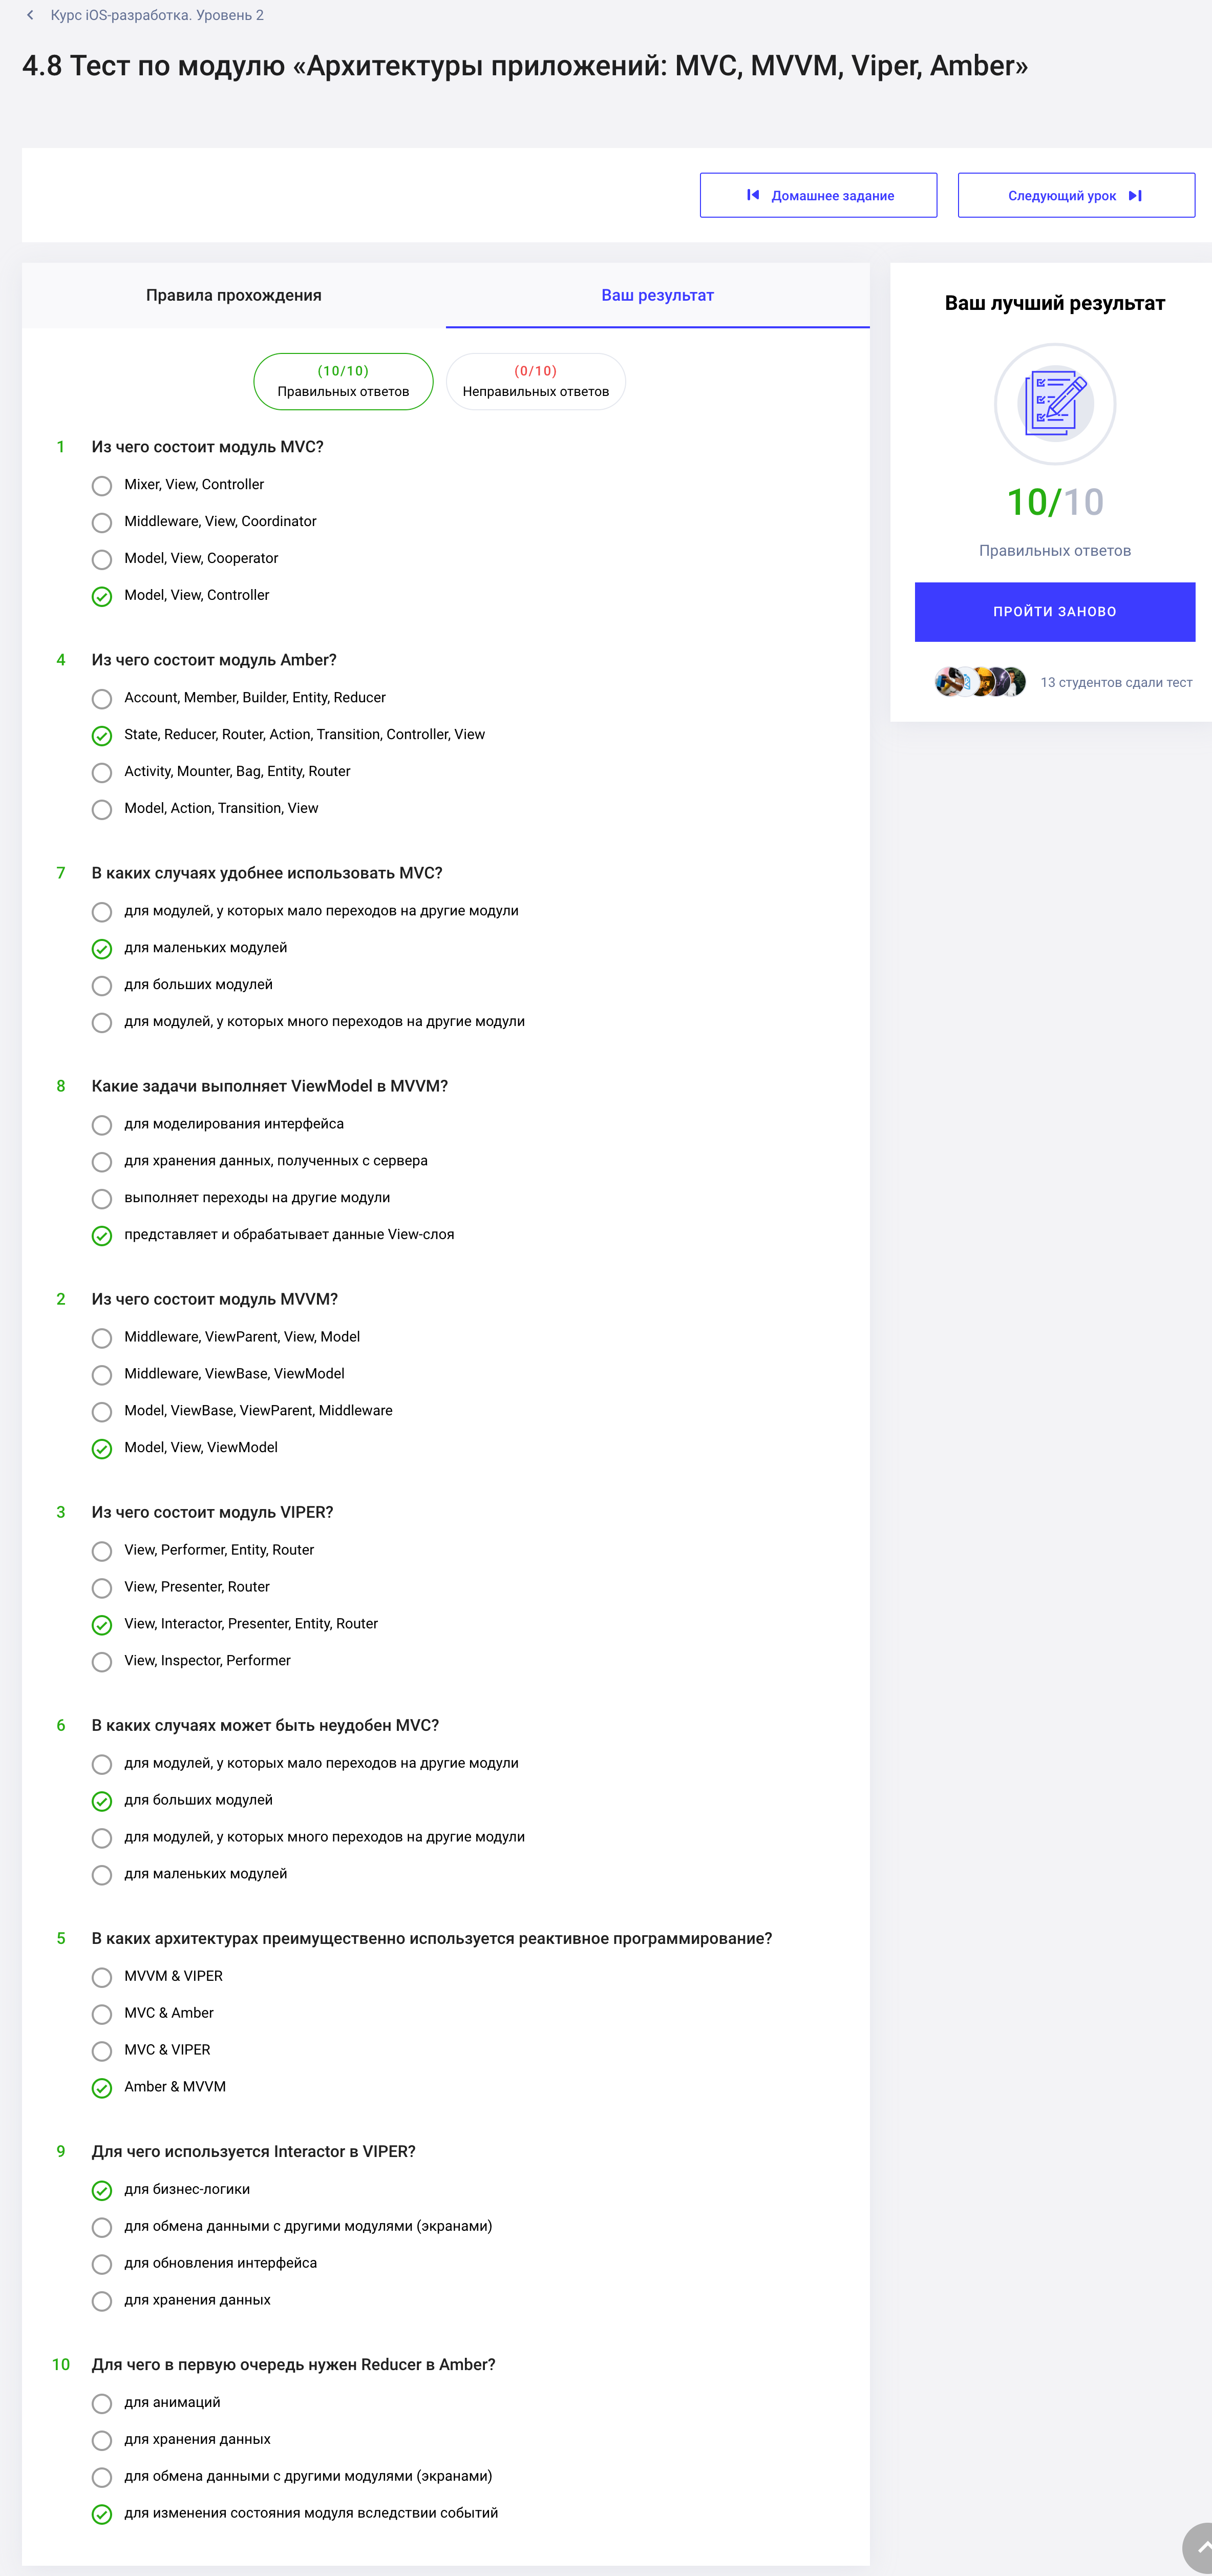 Курс iOS-разработка. Уровень 2
4.8 Тест по модулю «Архитектуры приложений: MVC, MVVM, Viper, Amber»
Домашнее задание
Следующий урок
Правила прохождения
Ваш результат
(10/10)
Правильных ответов
(0/10)
Неправильных ответов
1 Из чего состоит модуль MVC?
Mixer, View, Controller
Middleware, View, Coordinator
Model, View, Cooperator
Model, View, Controller
4 Из чего состоит модуль Amber?
Account, Member, Builder, Entity, Reducer
State, Reducer, Router, Action, Transition, Controller, View
Activity, Mounter, Bag, Entity, Router
Model, Action, Transition, View
7 В каких случаях удобнее использовать MVC?
для модулей, у которых мало переходов на другие модули
для маленьких модулей
для больших модулей
для модулей, у которых много переходов на другие модули
8 Какие задачи выполняет ViewModel в MVVM?
для моделирования интерфейса
для хранения данных, полученных с сервера
выполняет переходы на другие модули
представляет и обрабатывает данные View-слоя
2 Из чего состоит модуль MVVM?
Middleware, ViewParent, View, Model
Middleware, ViewBase, ViewModel
Model, ViewBase, ViewParent, Middleware
Model, View, ViewModel
3 Из чего состоит модуль VIPER?
View, Performer, Entity, Router
View, Presenter, Router
View, Interactor, Presenter, Entity, Router
View, Inspector, Performer
6 В каких случаях может быть неудобен MVC?
для модулей, у которых мало переходов на другие модули
для больших модулей
для модулей, у которых много переходов на другие модули
для маленьких модулей
5 В каких архитектурах преимущественно используется реактивное программирование?
MVVM & VIPER
MVC & Amber
MVC & VIPER
Amber & MVVM
9 Для чего используется Interactor в VIPER?
для бизнес-логики
для обмена данными с другими модулями (экранами)
для обновления интерфейса
для хранения данных
10 Для чего в первую очередь нужен Reducer в Amber?
для анимаций
для хранения данных
для обмена данными с другими модулями (экранами)
для изменения состояния модуля вследствии событий
Ваш лучший результат
10/10
Правильных ответов
ПРОЙТИ ЗАНОВО
13 студентов сдали тест